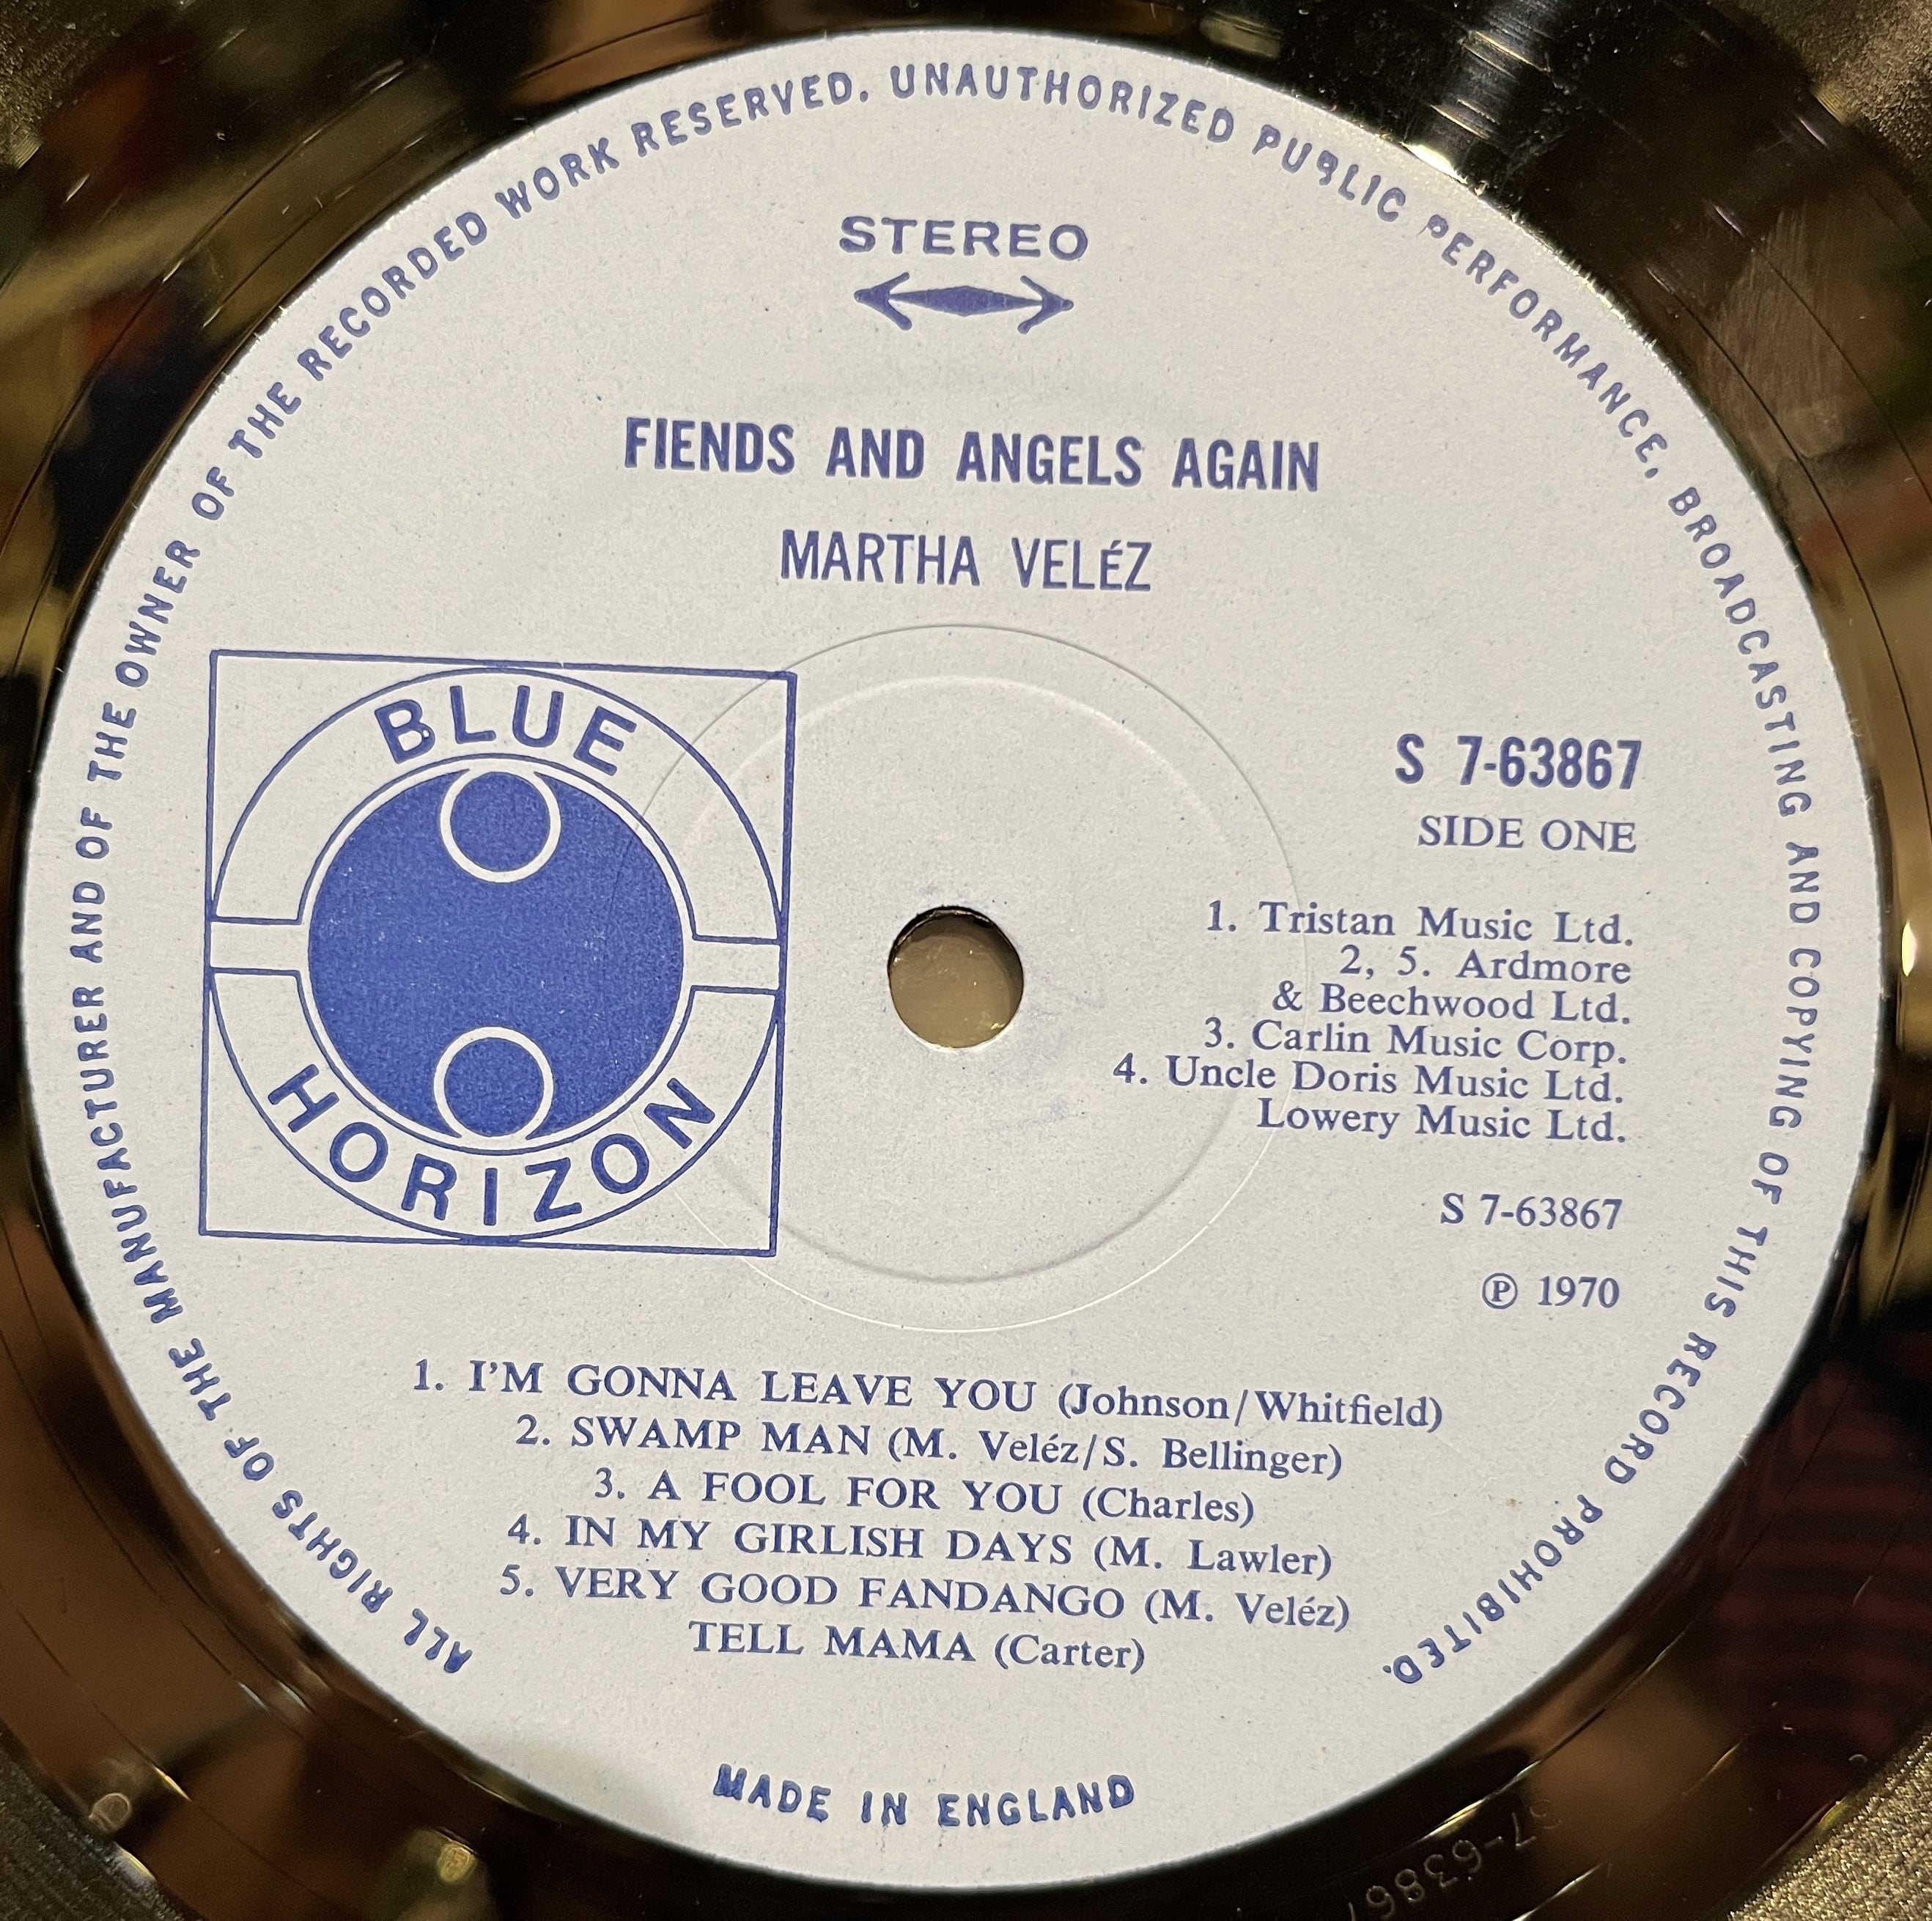 ALL RIGHTS OF THE MANUFACTURER AND OF THE OWNER OF THE RECORDED WORK RESERVED. UNAUTHORIZED PUBLIC PERFORMANCE, BROADCASTING AND COPYING OF THIS RECORD PROHIBITED.
STEREO
FIENDS AND ANGELS AGAIN
MARTHA VELÉZ
BLUE
HORIZON
S 7-63867
SIDE ONE
1. Tristan Music Ltd.
2, 5. Ardmore
& Beechwood Ltd.
3. Carlin Music Corp.
4. Uncle Doris Music Ltd.
Lowery Music Ltd.
S 7-63867
℗ 1970
1. I'M GONNA LEAVE YOU (Johnson/Whitfield)
2. SWAMP MAN (M. Veléz/S. Bellinger)
3. A FOOL FOR YOU (Charles)
4. IN MY GIRLISH DAYS (M. Lawler)
5. VERY GOOD FANDANGO (M. Veléz)
TELL MAMA (Carter)
MADE IN ENGLAND